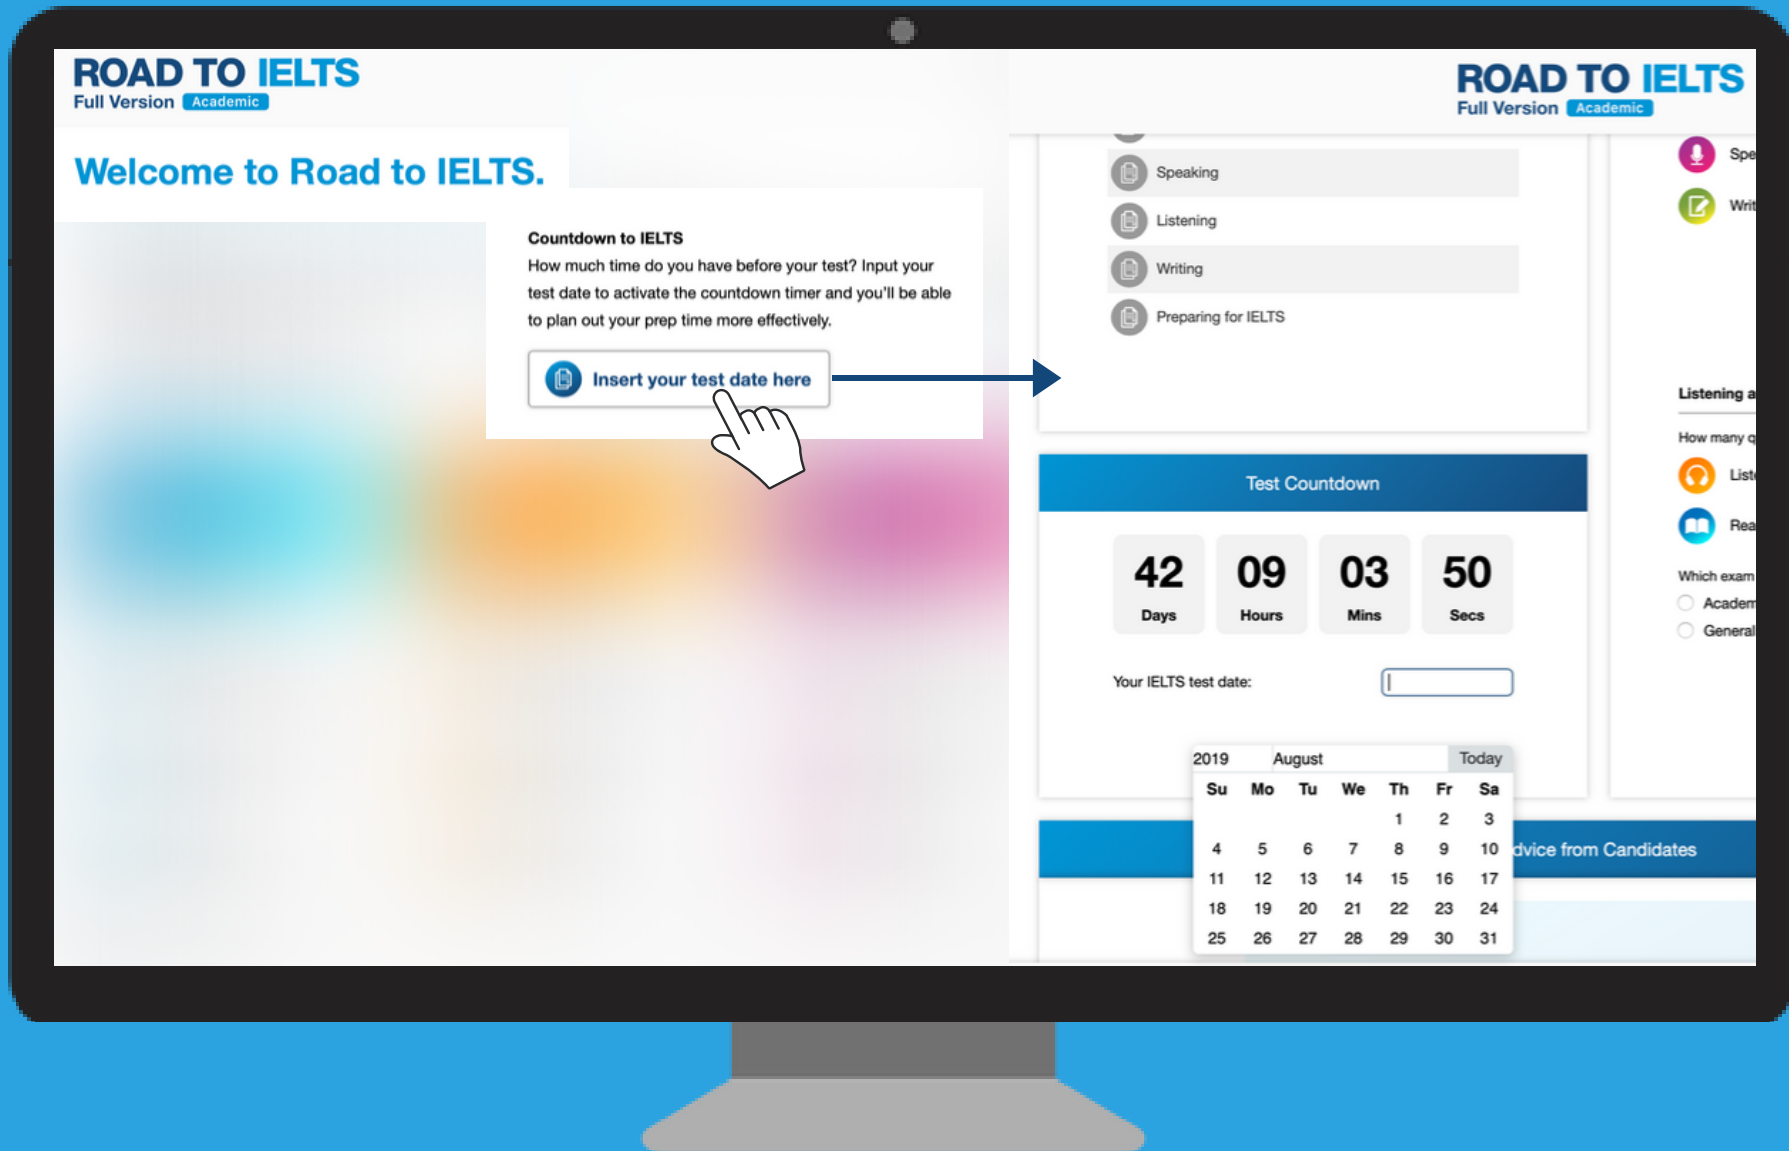 ROAD TO IELTS
Full Version Academic
Welcome to Road to IELTS.
Countdown to IELTS
How much time do you have before your test? Input your
test date to activate the countdown timer and you'll be able
to plan out your prep time more effectively.
Insert your test date here
ROAD TO IELTS
Full Version Academic
Speaking
Listening
Writing
Preparing for IELTS
Test Countdown
42 09 03 50
Days Hours Mins Secs
Your IELTS test date:
2019 August Today
Su Mo Tu We Th Fr Sa
1 2 3
4 5 6 7 8 9 10
11 12 13 14 15 16 17
18 19 20 21 22 23 24
25 26 27 28 29 30 31
dvice from Candidates
Spe
Writ
Listening a
How many q
List
Rea
Which exam
Academ
General